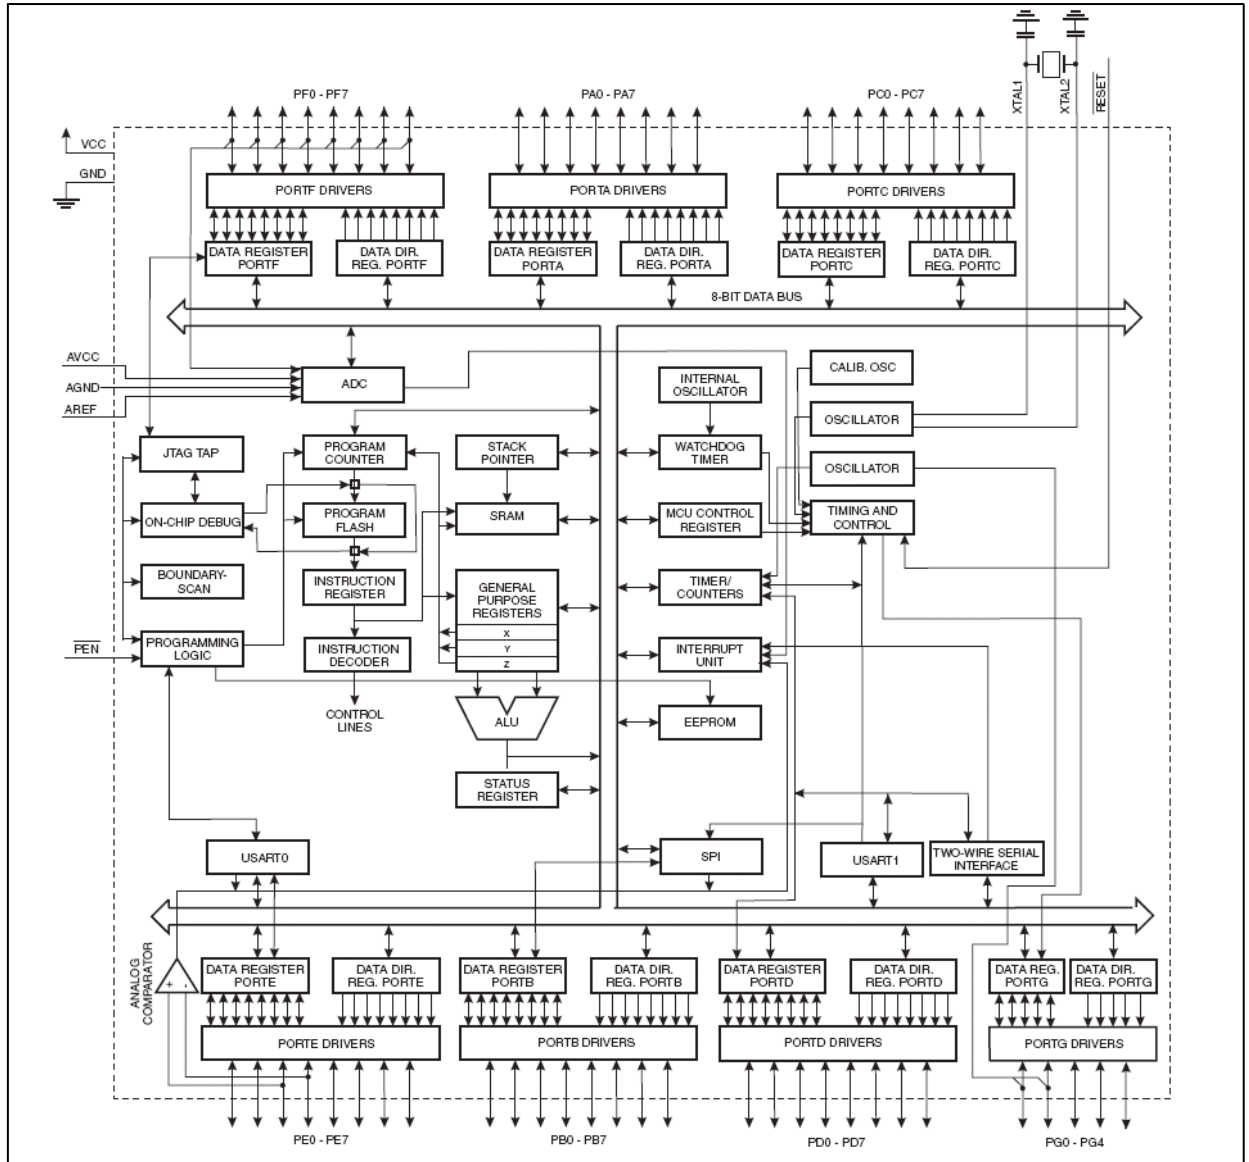 XTAL1
XTAL2
RESET
PF0 - PF7
PA0 - PA7
PC0 - PC7
VCC
GND
PORTF DRIVERS
PORTA DRIVERS
PORTC DRIVERS
DATA REGISTER
PORTF
DATA DIR.
REG. PORTF
DATA REGISTER
PORTA
DATA DIR.
REG. PORTA
DATA REGISTER
PORTC
DATA DIR.
REG. PORTC
8-BIT DATA BUS
AVCC
AGND
AREF
ADC
INTERNAL
OSCILLATOR
CALIB. OSC
OSCILLATOR
JTAG TAP
PROGRAM
COUNTER
STACK
POINTER
WATCHDOG
TIMER
OSCILLATOR
ON-CHIP DEBUG
PROGRAM
FLASH
SRAM
MCU CONTROL
REGISTER
TIMING AND
CONTROL
BOUNDARY-
SCAN
INSTRUCTION
REGISTER
GENERAL
PURPOSE
REGISTERS
X
Y
Z
TIMER/
COUNTERS
PEN
PROGRAMMING
LOGIC
INSTRUCTION
DECODER
INTERRUPT
UNIT
CONTROL
LINES
ALU
EEPROM
STATUS
REGISTER
USART0
SPI
USART1
TWO-WIRE SERIAL
INTERFACE
ANALOG
COMPARATOR
+
-
DATA REGISTER
PORTE
DATA DIR.
REG. PORTE
DATA REGISTER
PORTB
DATA DIR.
REG. PORTB
DATA REGISTER
PORTD
DATA DIR.
REG. PORTD
DATA REG.
PORTG
DATA DIR.
REG. PORTG
PORTE DRIVERS
PORTB DRIVERS
PORTD DRIVERS
PORTG DRIVERS
PE0 - PE7
PB0 - PB7
PD0 - PD7
PG0 - PG4